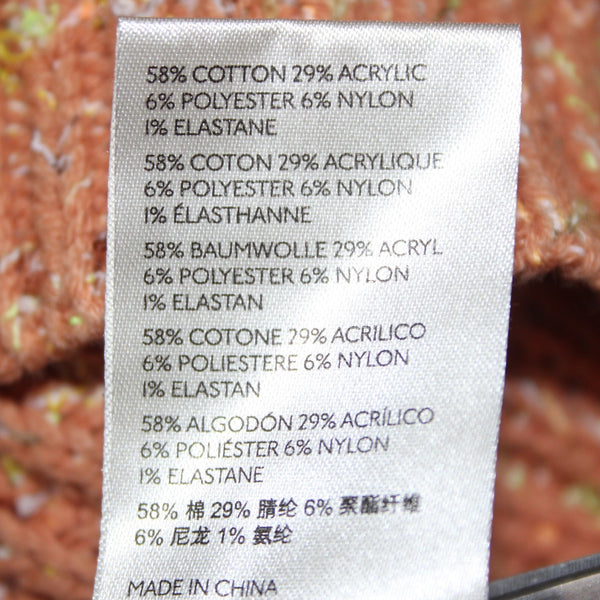 58% COTTON 29% ACRYLIC
6% POLYESTER 6% NYLON
1% ELASTANE
58% COTON 29% ACRYLIQUE
6% POLYESTER 6% NYLON
1% ÉLASTHANNE
58% BAUMWOLLE 29% ACRYL
6% POLYESTER 6% NYLON
1% ELASTAN
58% COTONE 29% ACRILICO
6% POLIESTERE 6% NYLON
1% ELASTAN
58% ALGODÓN 29% ACRÍLICO
6% POLIÉSTER 6% NYLON
1% ELASTANE
58% 棉 29% 腈纶 6% 聚酯纤维
6% 尼龙 1% 氨纶
MADE IN CHINA